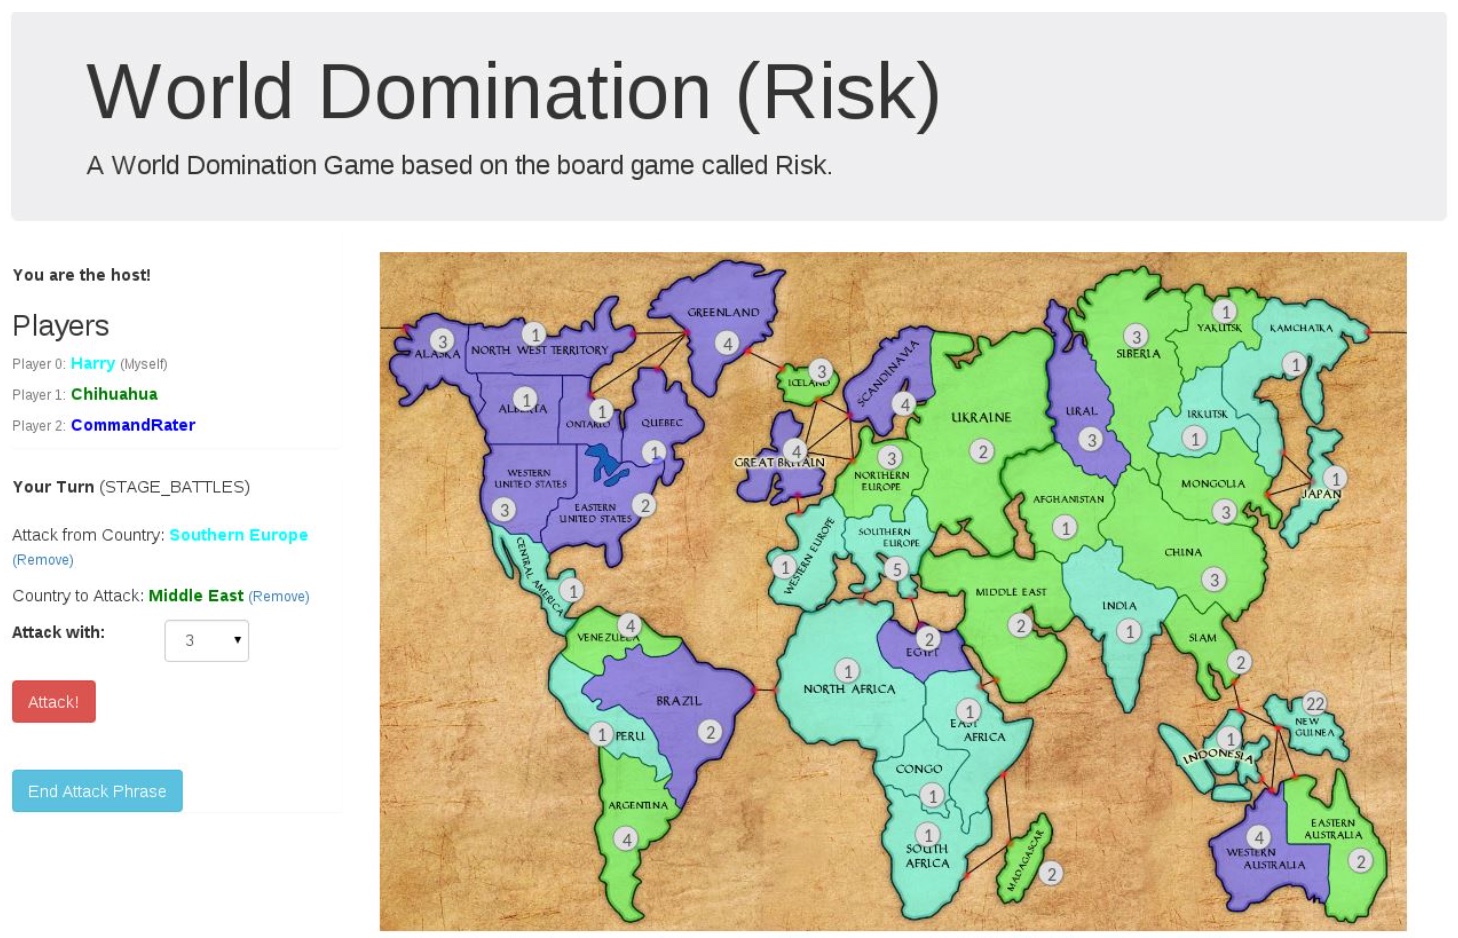 World Domination (Risk)
A World Domination Game based on the board game called Risk.
You are the host!
Players
Player 0: Harry (Myself)
Player 1: Chihuahua
Player 2: CommandRater
Your Turn (STAGE_BATTLES)
Attack from Country: Southern Europe
(Remove)
Country to Attack: Middle East (Remove)
Attack with:
3
Attack!
End Attack Phrase
GREENLAND
4
ALASKA
3
NORTH WEST TERRITORY
1
ALBERTA
1
ONTARIO
1
QUEBEC
1
WESTERN
UNITED STATES
3
EASTERN
UNITED STATES
2
CENTRAL AMERICA
1
VENEZUELA
4
BRAZIL
2
PERU
1
ARGENTINA
4
ICELAND
3
SCANDINAVIA
4
GREAT BRITAIN
4
NORTHERN
EUROPE
3
WESTERN EUROPE
1
SOUTHERN
EUROPE
5
UKRAINE
2
URAL
3
SIBERIA
3
YAKUTSK
1
KAMCHATKA
1
IRKUTSK
1
MONGOLIA
3
JAPAN
1
AFGHANISTAN
1
CHINA
3
MIDDLE EAST
2
INDIA
1
SIAM
2
NORTH AFRICA
1
EGYPT
2
EAST
AFRICA
1
CONGO
1
SOUTH
AFRICA
1
MADAGASCAR
2
INDONESIA
1
NEW
GUINEA
22
WESTERN
AUSTRALIA
4
EASTERN
AUSTRALIA
2